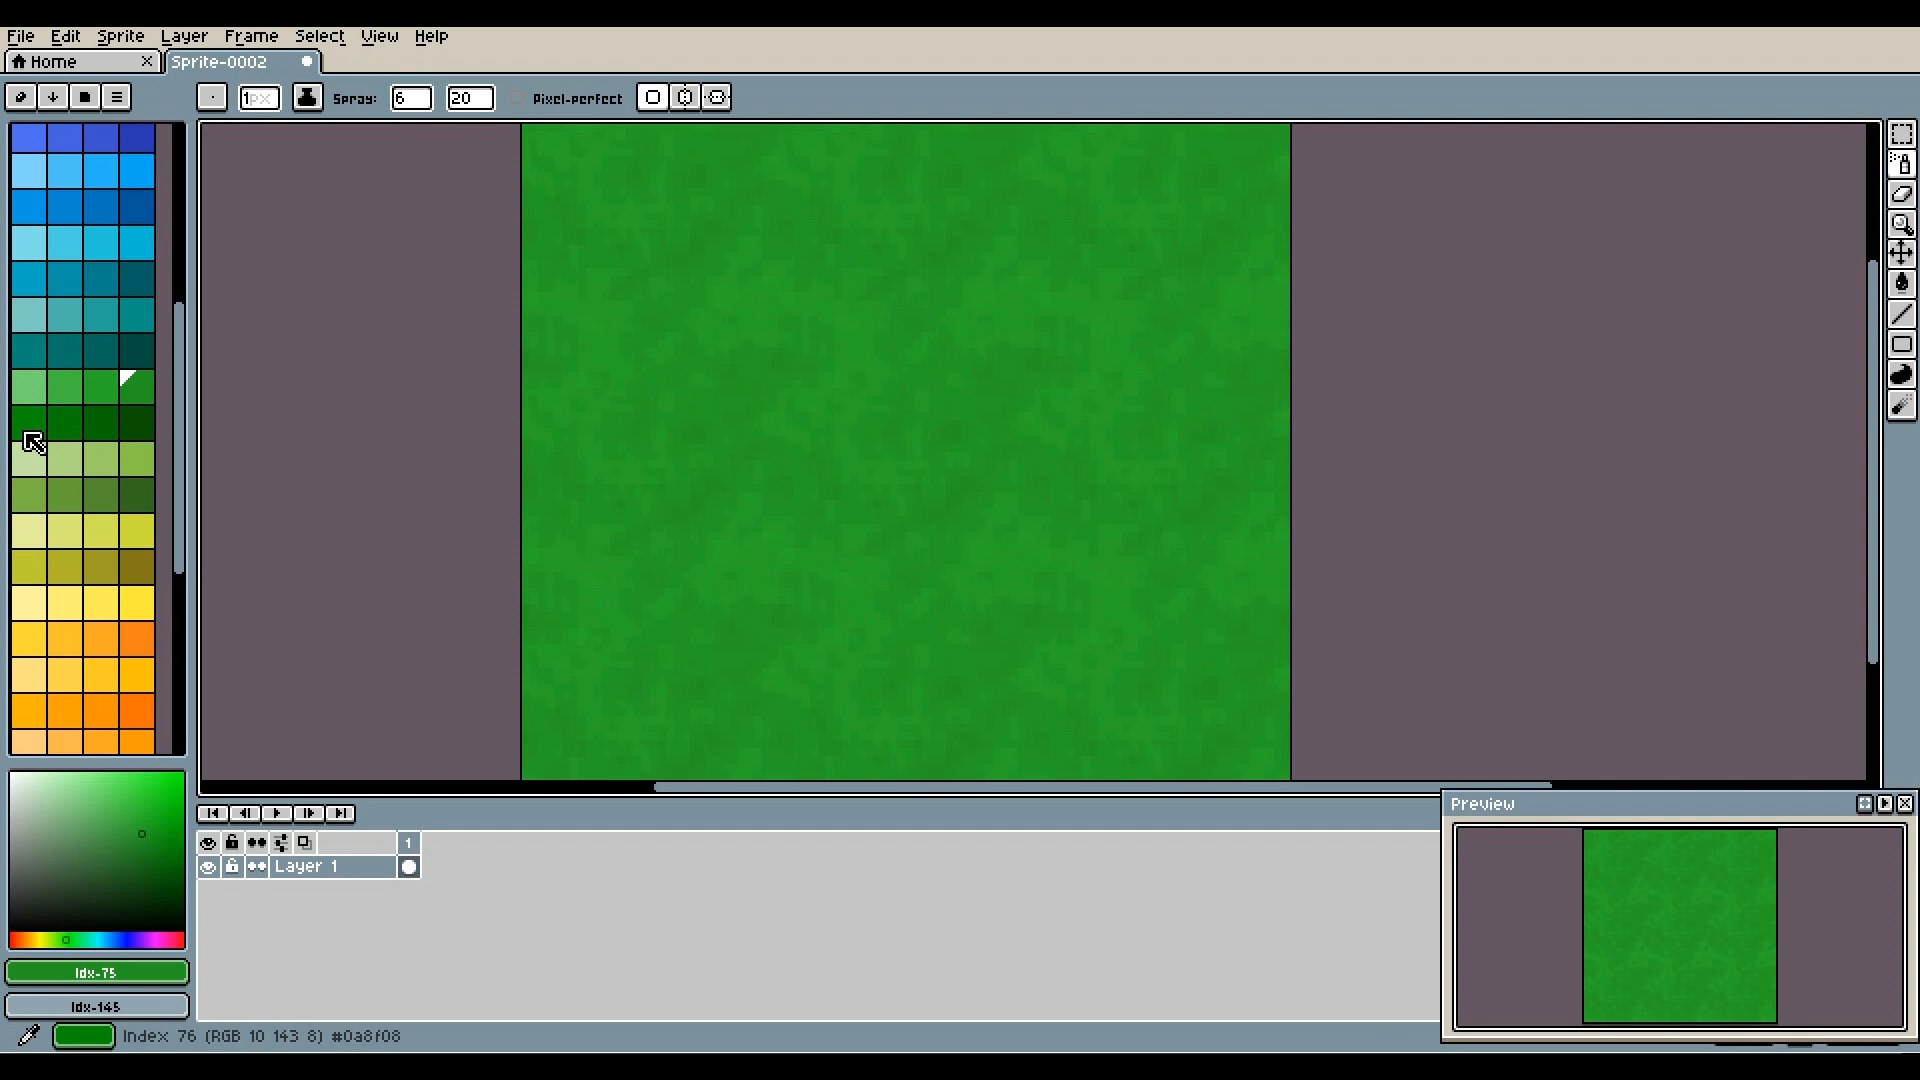 File Edit Sprite Layer Frame Select View Help
Home Sprite-0002
1px Spray: 6 20 Pixel-perfect
1
Layer 1
Preview
Idx-75
Idx-145
Index 76 (RGB 10 143 8) #0a8f08